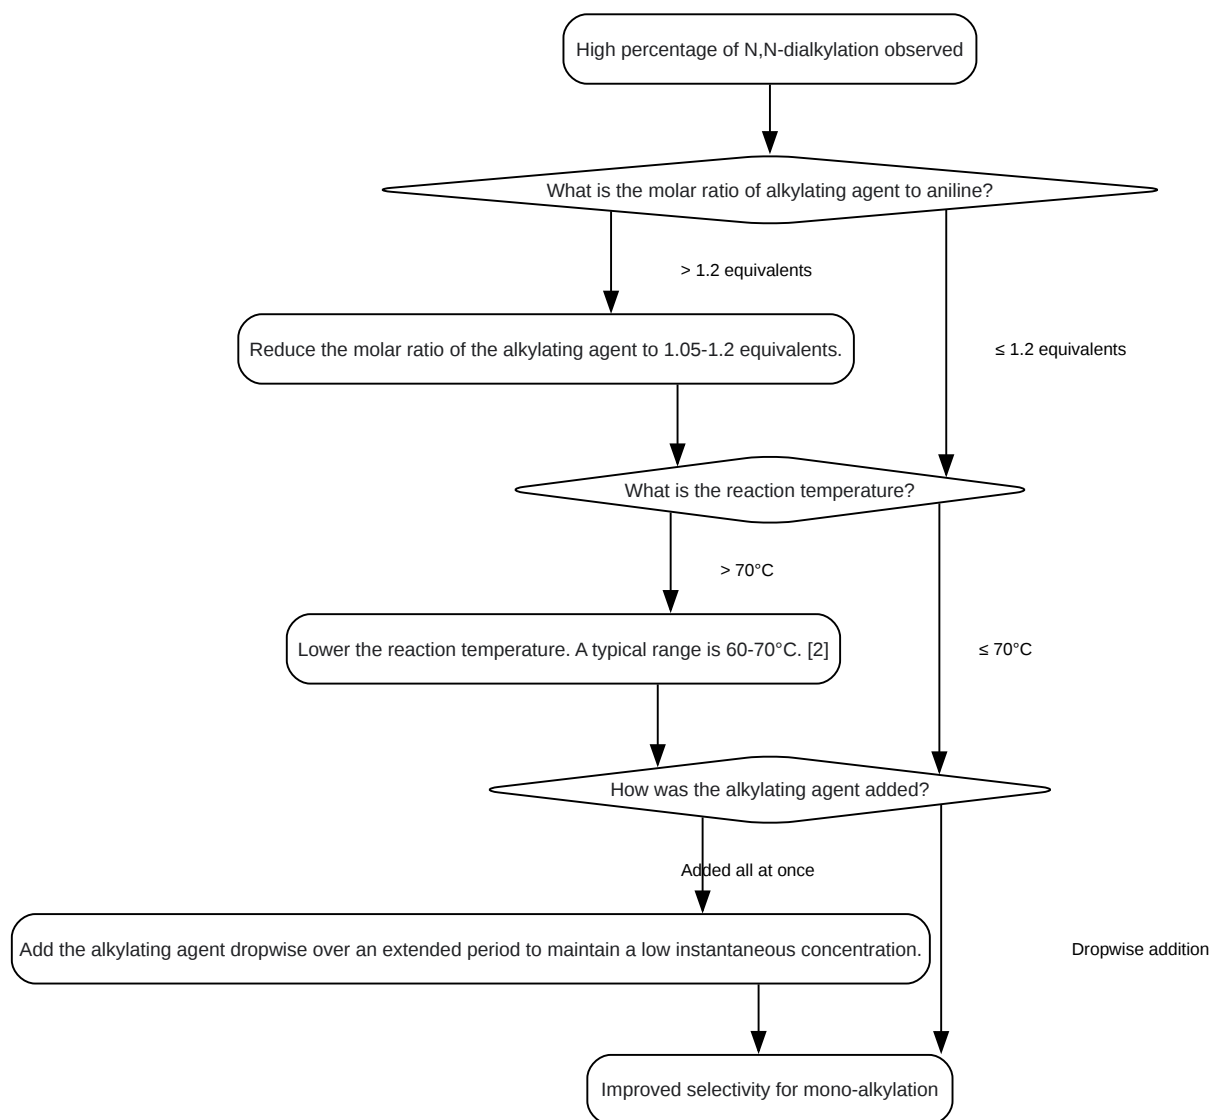 High percentage of N,N-dialkylation observed
What is the molar ratio of alkylating agent to aniline?
> 1.2 equivalents
Reduce the molar ratio of the alkylating agent to 1.05-1.2 equivalents.
≤ 1.2 equivalents
What is the reaction temperature?
> 70°C
Lower the reaction temperature. A typical range is 60-70°C. [2]
≤ 70°C
How was the alkylating agent added?
Added all at once
Add the alkylating agent dropwise over an extended period to maintain a low instantaneous concentration.
Dropwise addition
Improved selectivity for mono-alkylation